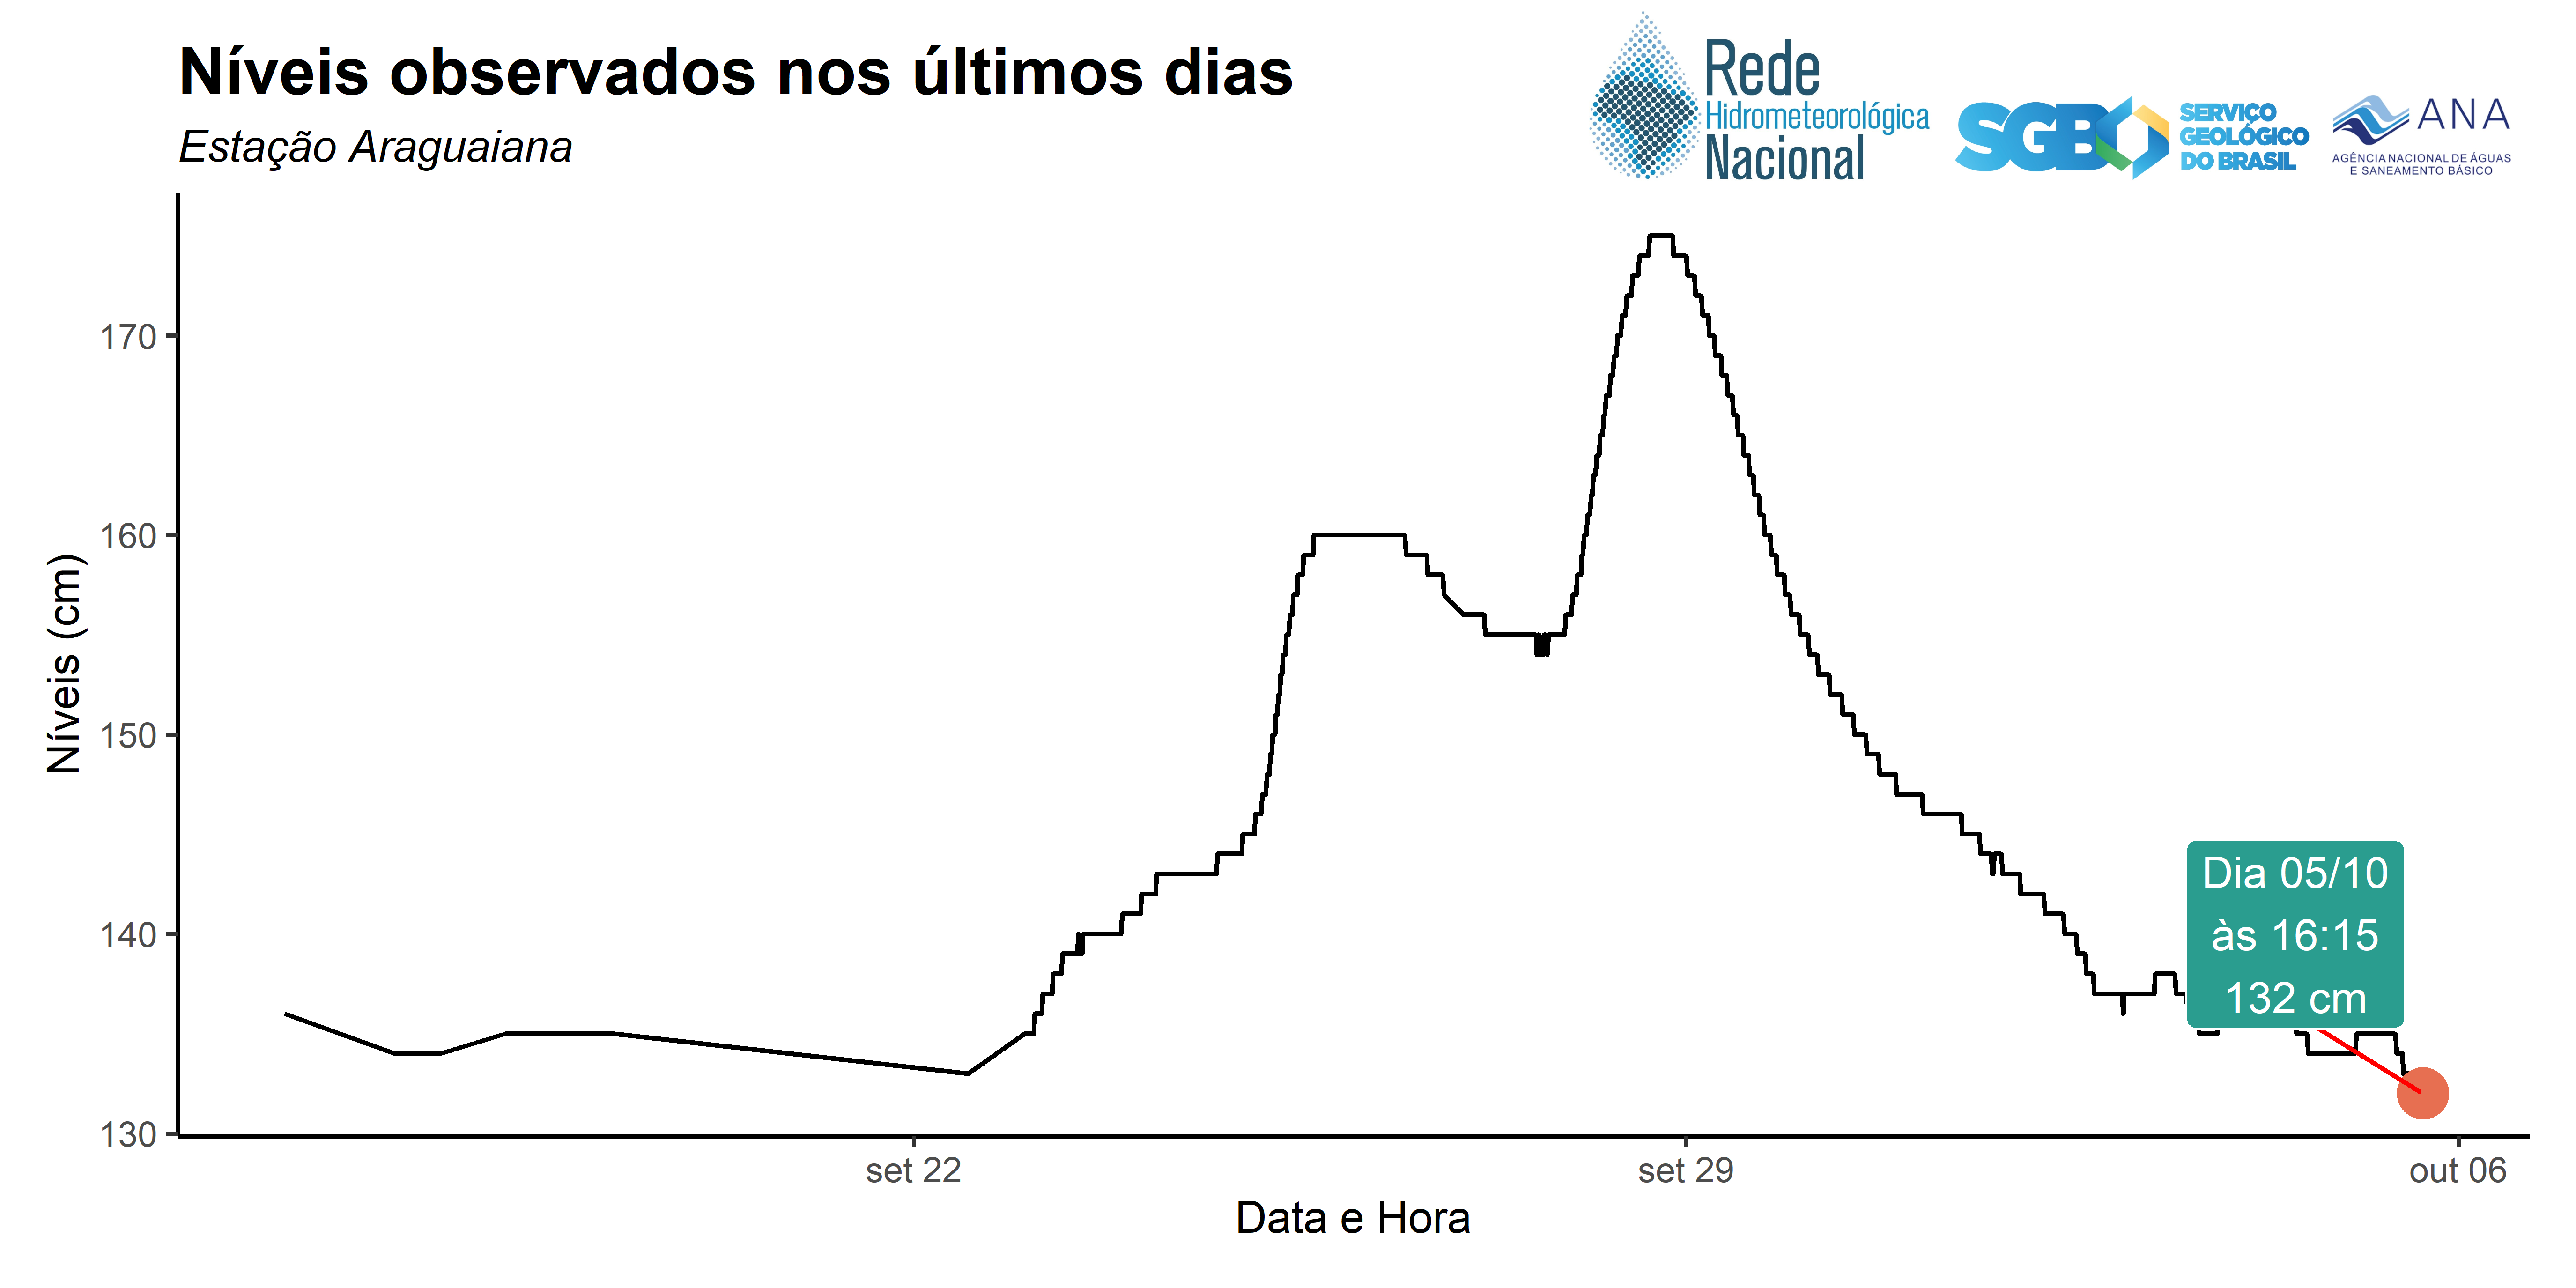 Níveis observados nos últimos dias
Estação Araguaiana
Rede
Hidrometeorológica
Nacional
SGB
SERVIÇO
GEOLÓGICO
DO BRASIL
ANA
AGÊNCIA NACIONAL DE ÁGUAS
E SANEAMENTO BÁSICO
Níveis (cm)
170
160
150
140
130
Dia 05/10
às 16:15
132 cm
set 22
set 29
out 06
Data e Hora